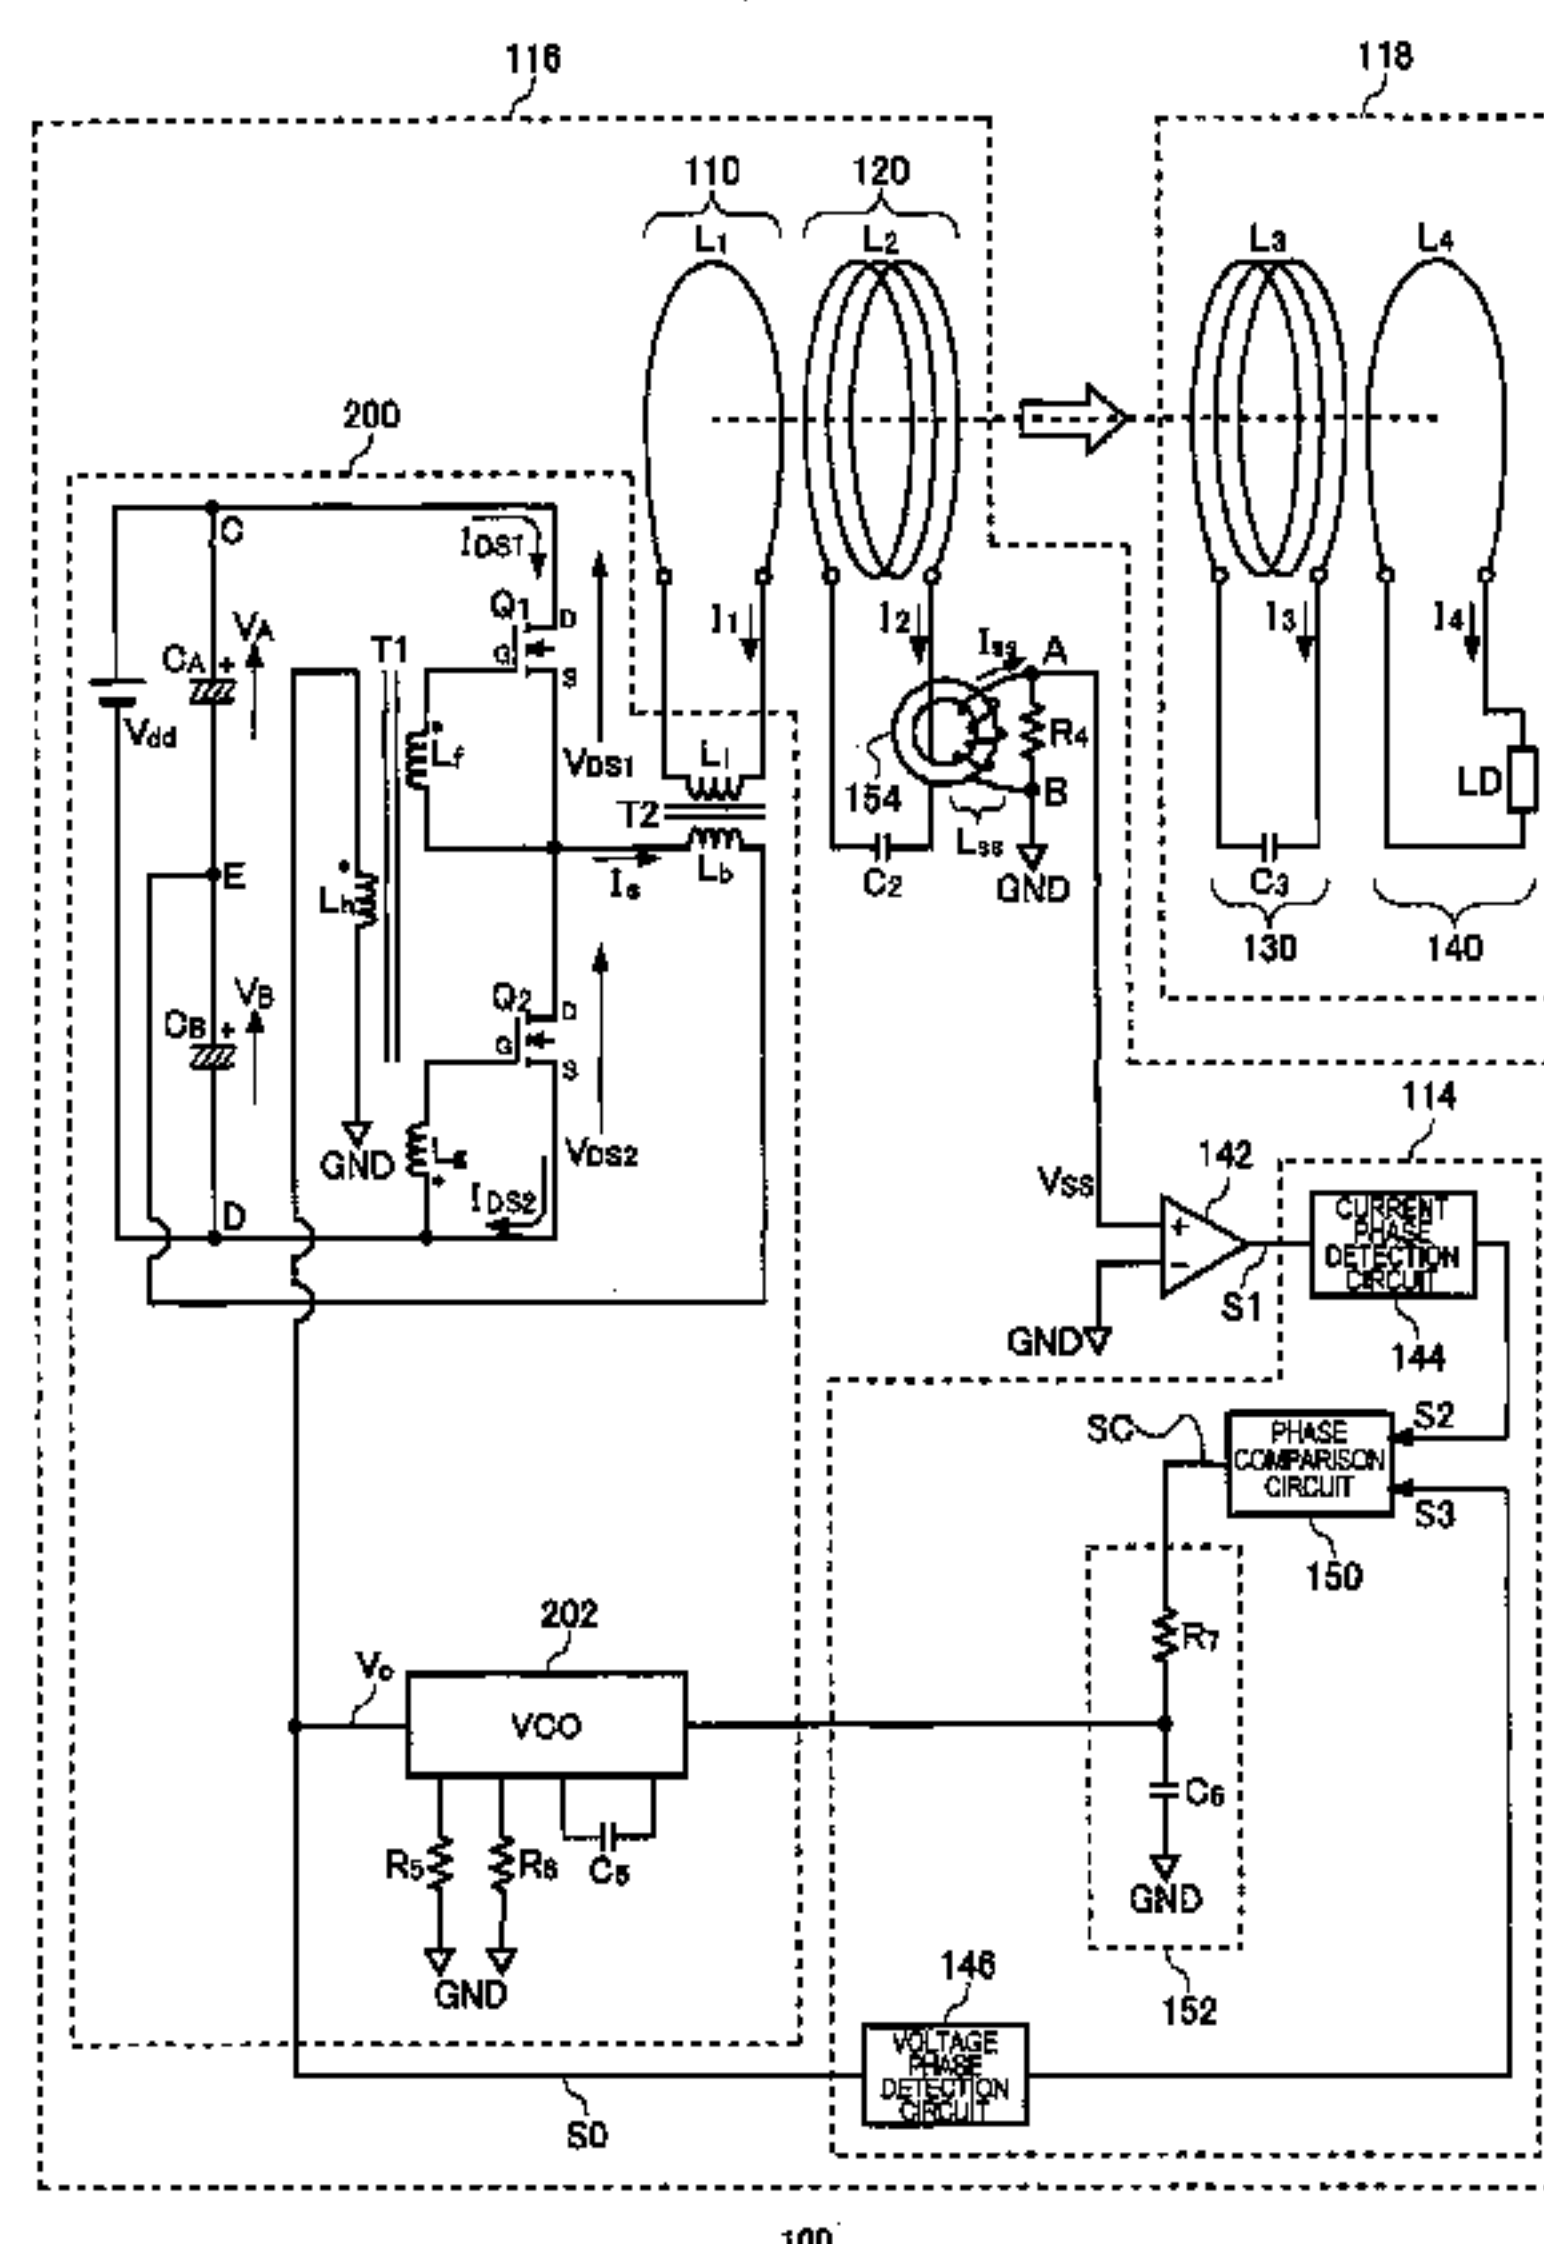 116
118
110
120
L1
L2
L3
L4
200
C
IDS1
Q1
D
G
S
VA
CA
+
T1
Vdd
Lf
VDS1
I1
I2
Iss
A
I3
I4
R4
154
B
Lss
LD
Li
T2
Lb
Is
C2
GND
C3
130
140
E
Lh
VB
CB
+
Q2
D
G
S
GND
VDS2
IDS2
D
114
142
VSS
+
-
S1
CURRENT
PHASE
DETECTION
CIRCUIT
GND
144
SC
PHASE
COMPARISON
CIRCUIT
S2
S3
150
202
R7
Vo
VCO
C6
R5
R6
C5
GND
GND
152
146
VOLTAGE
PHASE
DETECTION
CIRCUIT
S0
100